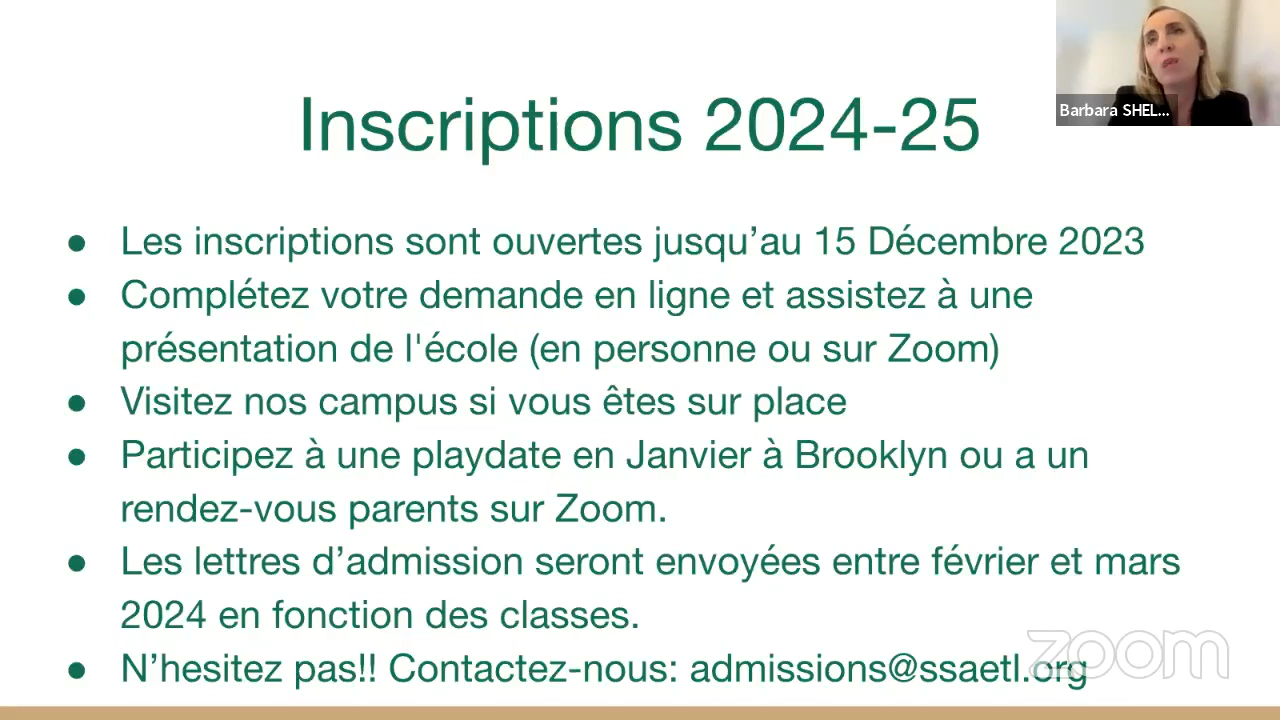 Barbara SHEL...
Inscriptions 2024-25
● Les inscriptions sont ouvertes jusqu’au 15 Décembre 2023
● Complétez votre demande en ligne et assistez à une
présentation de l'école (en personne ou sur Zoom)
● Visitez nos campus si vous êtes sur place
● Participez à une playdate en Janvier à Brooklyn ou a un
rendez-vous parents sur Zoom.
● Les lettres d’admission seront envoyées entre février et mars
2024 en fonction des classes.
● N’hesitez pas!! Contactez-nous: admissions@ssaetl.org
zoom